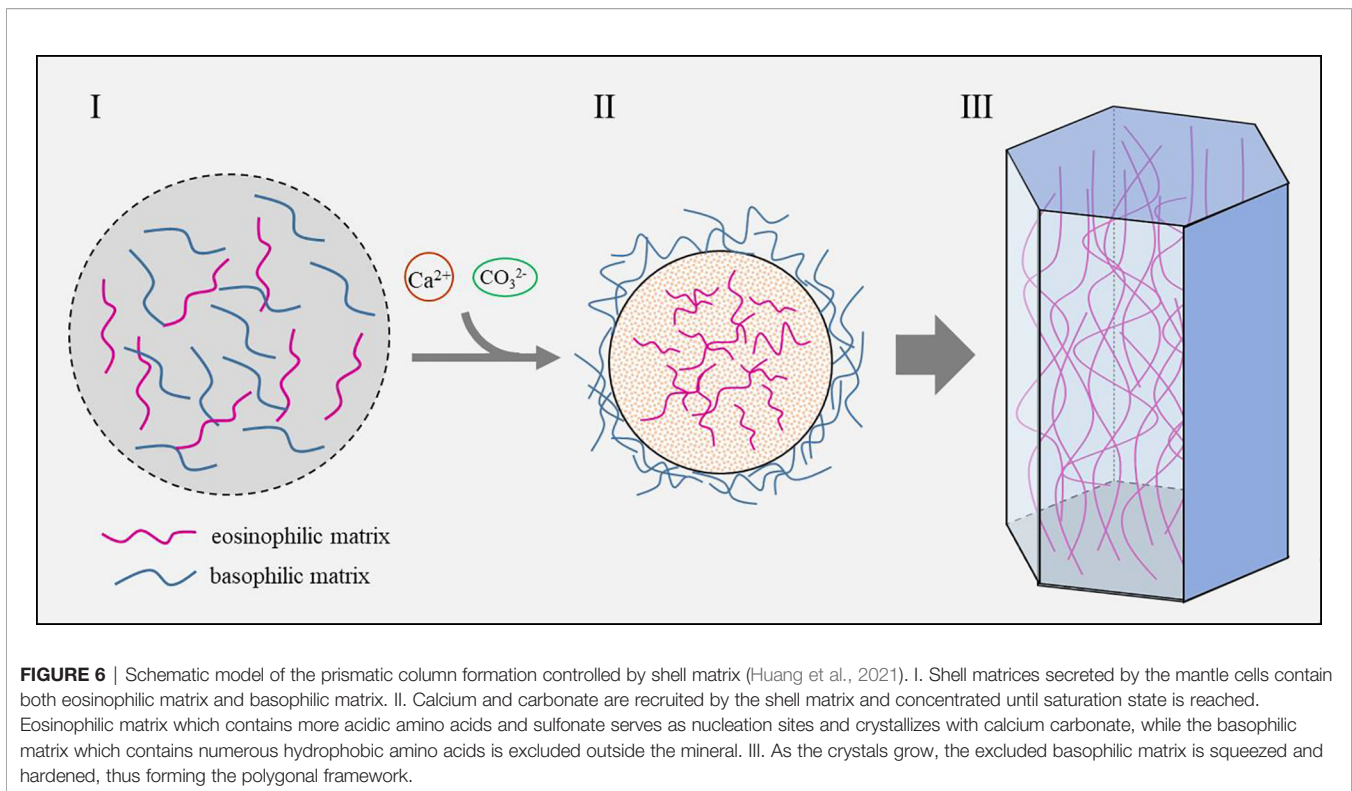 I
II
III
Ca²⁺
CO₃²⁻
eosinophilic matrix
basophilic matrix
FIGURE 6 | Schematic model of the prismatic column formation controlled by shell matrix (Huang et al., 2021). I. Shell matrices secreted by the mantle cells contain
both eosinophilic matrix and basophilic matrix. II. Calcium and carbonate are recruited by the shell matrix and concentrated until saturation state is reached.
Eosinophilic matrix which contains more acidic amino acids and sulfonate serves as nucleation sites and crystallizes with calcium carbonate, while the basophilic
matrix which contains numerous hydrophobic amino acids is excluded outside the mineral. III. As the crystals grow, the excluded basophilic matrix is squeezed and
hardened, thus forming the polygonal framework.